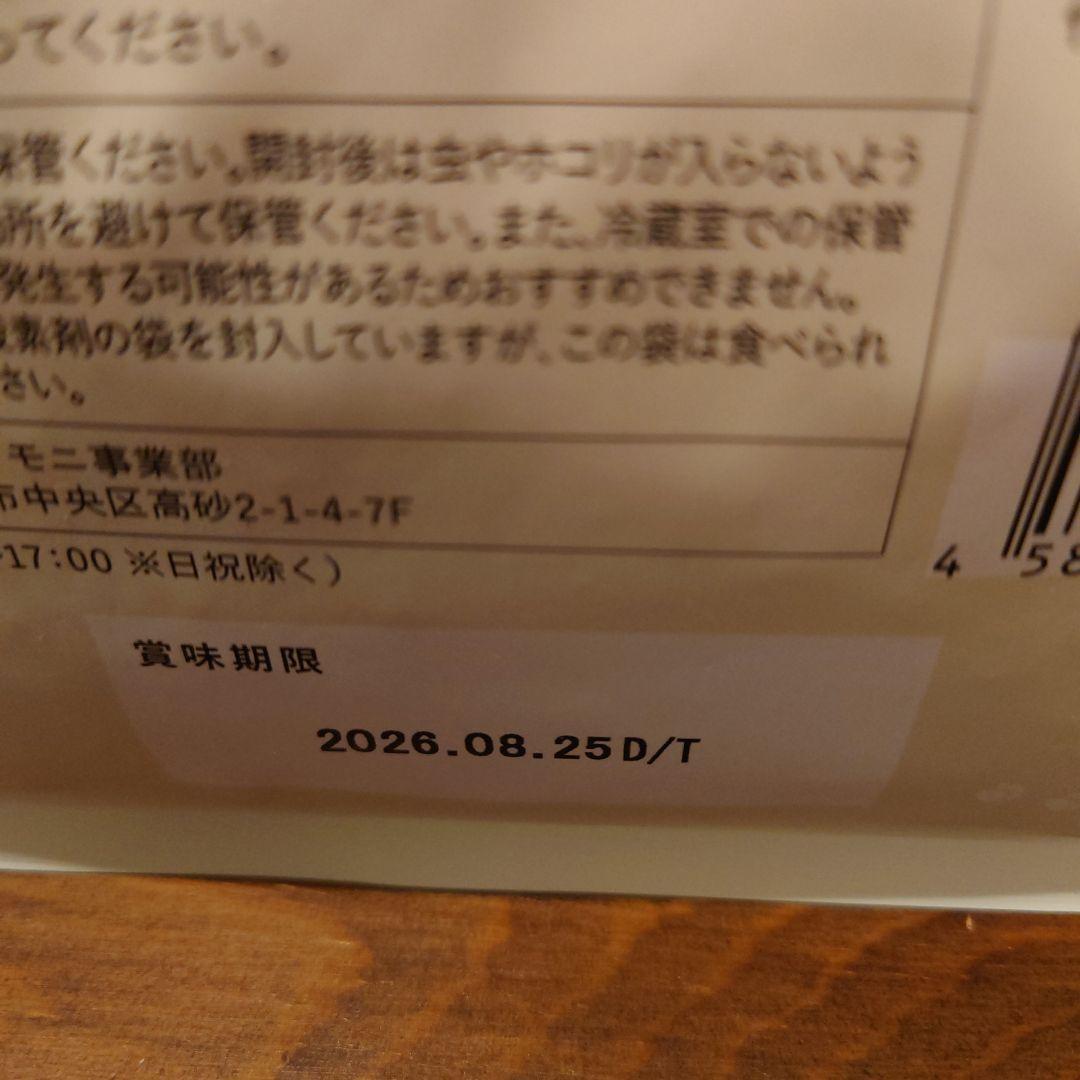 ってください。
保管ください。開封後は虫やホコリが入らないよう
所を避けて保管ください。また、冷蔵室での保管
発生する可能性があるためおすすめできません。
素剤の袋を封入していますが、この袋は食べられ
さい。
モニ事業部
市中央区高砂2-1-4-7F
17:00 ※日祝除く)
4 58
賞味期限
2026.08.25D/T